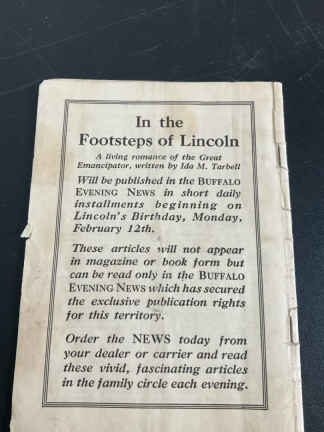 In the
Footsteps of Lincoln
A living romance of the Great
Emancipator, written by Ida M. Tarbell
Will be published in the BUFFALO
EVENING NEWS in short daily
installments beginning on
Lincoln's Birthday, Monday,
February 12th.
These articles will not appear
in magazine or book form but
can be read only in the BUFFALO
EVENING NEWS which has secured
the exclusive publication rights
for this territory.
Order the NEWS today from
your dealer or carrier and read
these vivid, fascinating articles
in the family circle each evening.